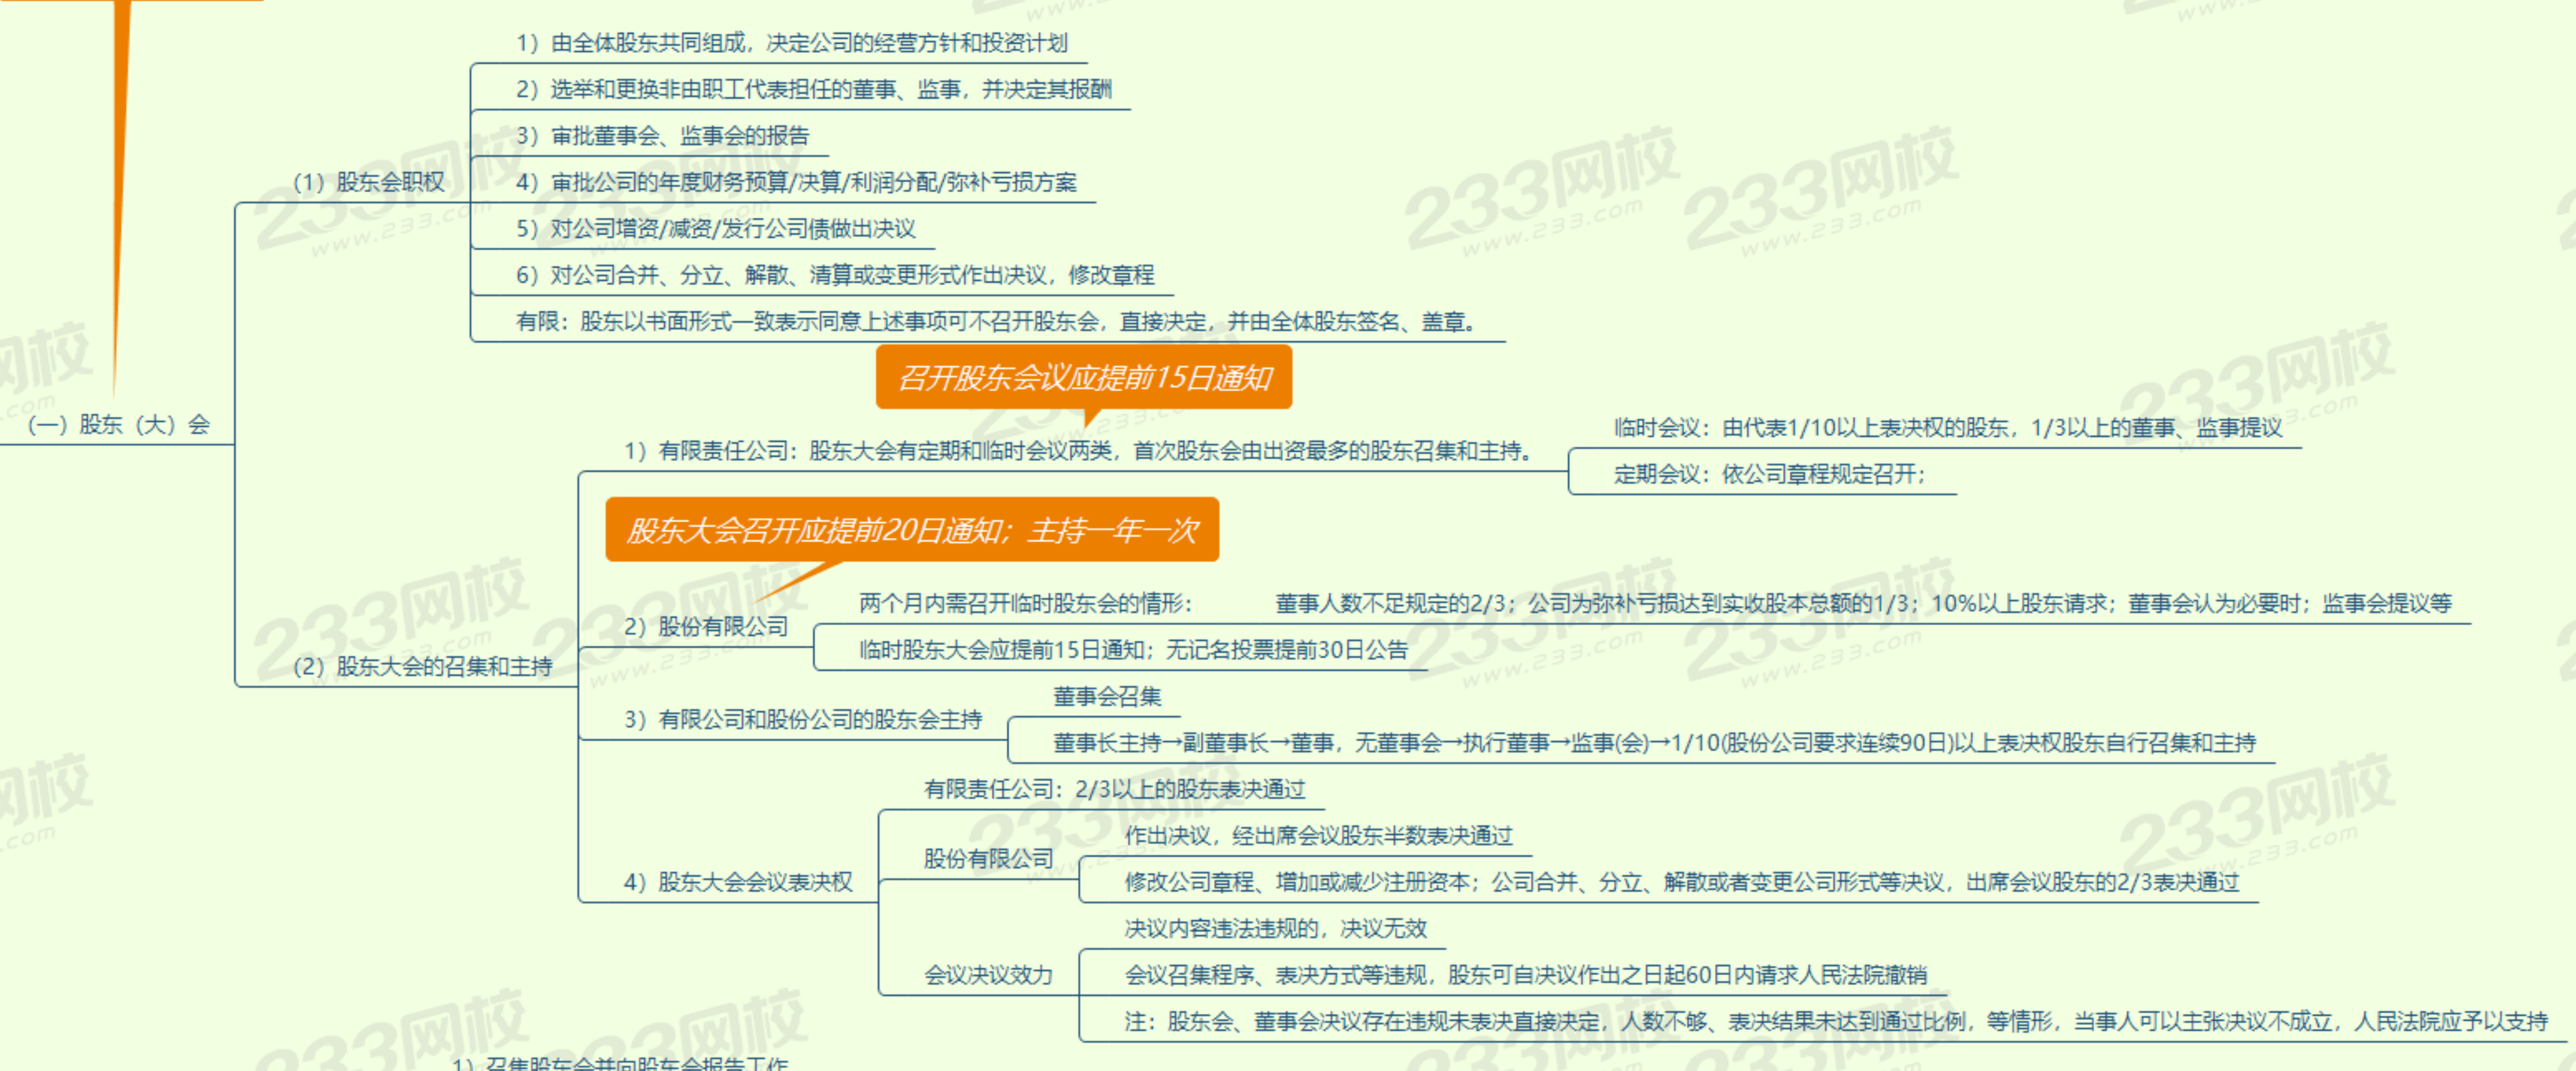 1）由全体股东共同组成，决定公司的经营方针和投资计划
2）选举和更换非由职工代表担任的董事、监事，并决定其报酬
3）审批董事会、监事会的报告
（1）股东会职权
4）审批公司的年度财务预算/决算/利润分配/弥补亏损方案
5）对公司增资/减资/发行公司债做出决议
6）对公司合并、分立、解散、清算或变更形式作出决议，修改章程
有限：股东以书面形式一致表示同意上述事项可不召开股东会，直接决定，并由全体股东签名、盖章。
召开股东会议应提前15日通知
（一）股东（大）会
1）有限责任公司：股东大会有定期和临时会议两类，首次股东会由出资最多的股东召集和主持。
临时会议：由代表1/10以上表决权的股东，1/3以上的董事、监事提议
定期会议：依公司章程规定召开；
股东大会召开应提前20日通知；主持一年一次
2）股份有限公司
两个月内需召开临时股东会的情形：
董事人数不足规定的2/3；公司为弥补亏损达到实收股本总额的1/3；10%以上股东请求；董事会认为必要时；监事会提议等
临时股东大会应提前15日通知；无记名投票提前30日公告
（2）股东大会的召集和主持
3）有限公司和股份公司的股东会主持
董事会召集
董事长主持→副董事长→董事，无董事会→执行董事→监事(会)→1/10(股份公司要求连续90日)以上表决权股东自行召集和主持
4）股东大会会议表决权
有限责任公司：2/3以上的股东表决通过
股份有限公司
作出决议，经出席会议股东半数表决通过
修改公司章程、增加或减少注册资本；公司合并、分立、解散或者变更公司形式等决议，出席会议股东的2/3表决通过
会议决议效力
决议内容违法违规的，决议无效
会议召集程序、表决方式等违规，股东可自决议作出之日起60日内请求人民法院撤销
注：股东会、董事会决议存在违规未表决直接决定，人数不够、表决结果未达到通过比例，等情形，当事人可以主张决议不成立，人民法院应予以支持
1）召集股东会并向股东会报告工作
233网校
www.233.com